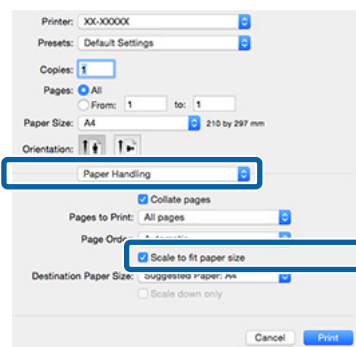 Printer: XX-XXXXX
Presets: Default Settings
Copies: 1
Pages: All
From: 1 to: 1
Paper Size: A4 210 by 297 mm
Orientation:
Paper Handling
Collate pages
Pages to Print: All pages
Page Order: Automatic
Scale to fit paper size
Destination Paper Size: Suggested Paper: A4
Scale down only
Cancel Print